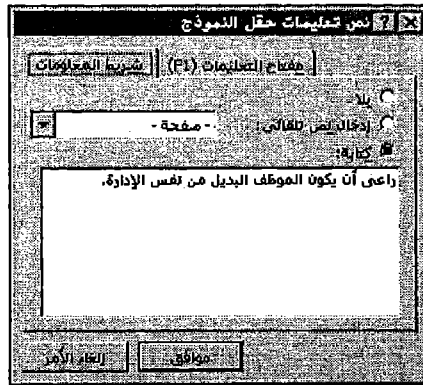 نص تعليمات حقل النموذج
شريط المعلومات مفتاح التعليمات (F1)
بلا
إدخال نص تلقائي: - صفحة -
كتابة:
راعى أن يكون الموظف البديل من نفس الإدارة.
موافق إلغاء الأمر